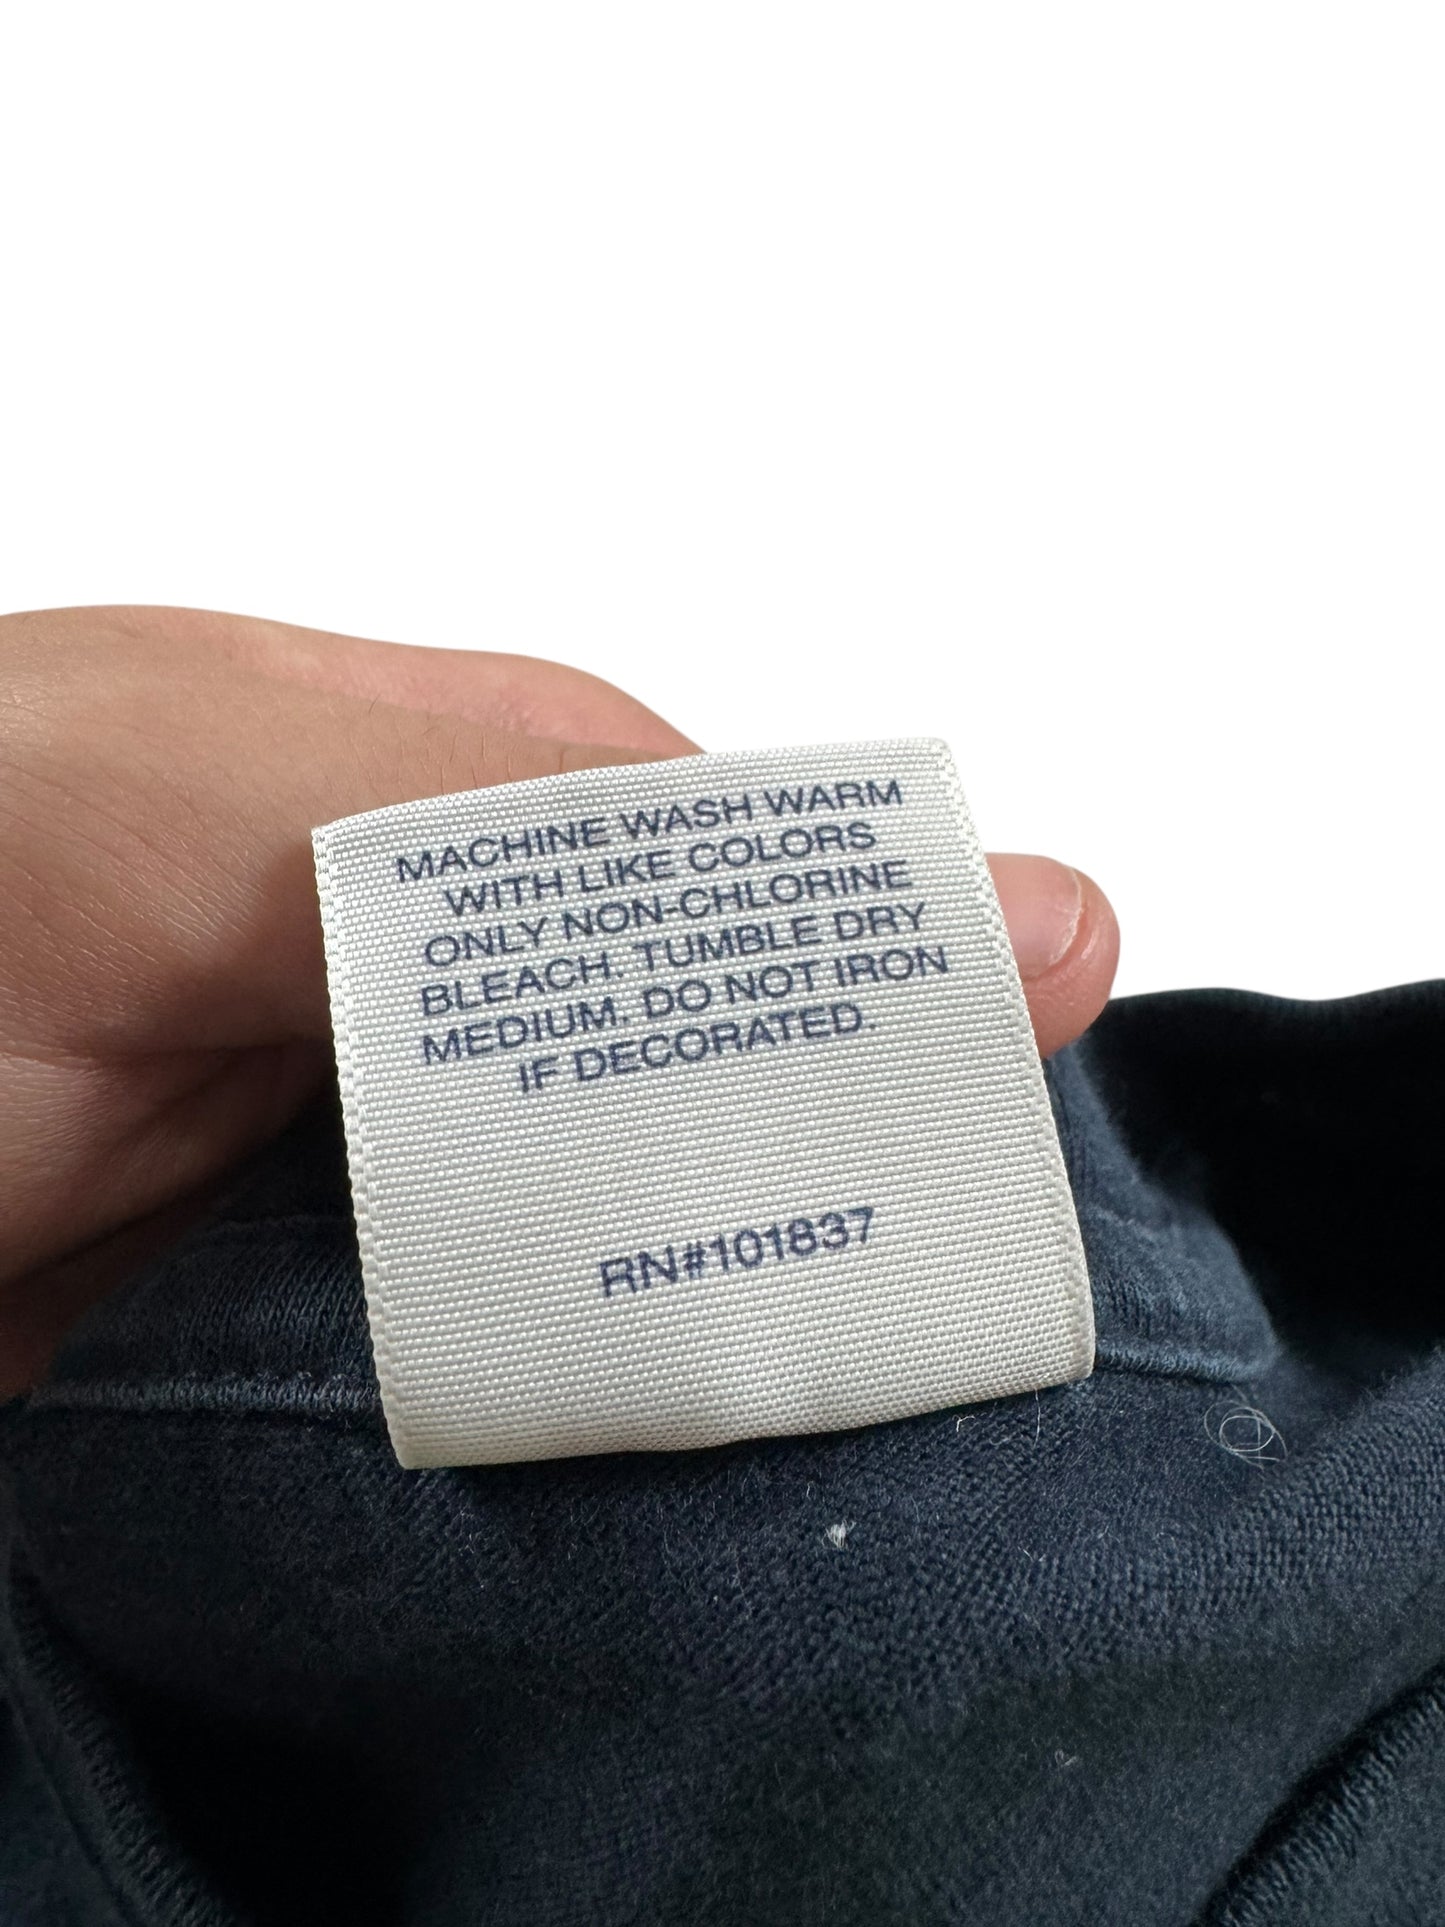 MACHINE WASH WARM
WITH LIKE COLORS
ONLY NON-CHLORINE
BLEACH. TUMBLE DRY
MEDIUM. DO NOT IRON
IF DECORATED.
RN#101837